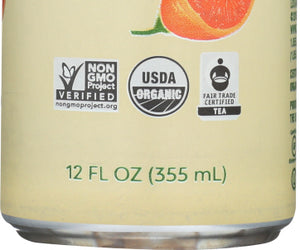 NON
GMO
Project
VERIFIED
nongmoproject.org
USDA
ORGANIC
FAIR TRADE
CERTIFIED
TEA
12 FL OZ (355 mL)